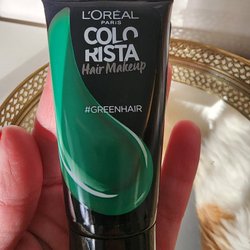 L'ORÉAL
PARIS
COLO
RISTA
Hair Makeup
#GREENHAIR